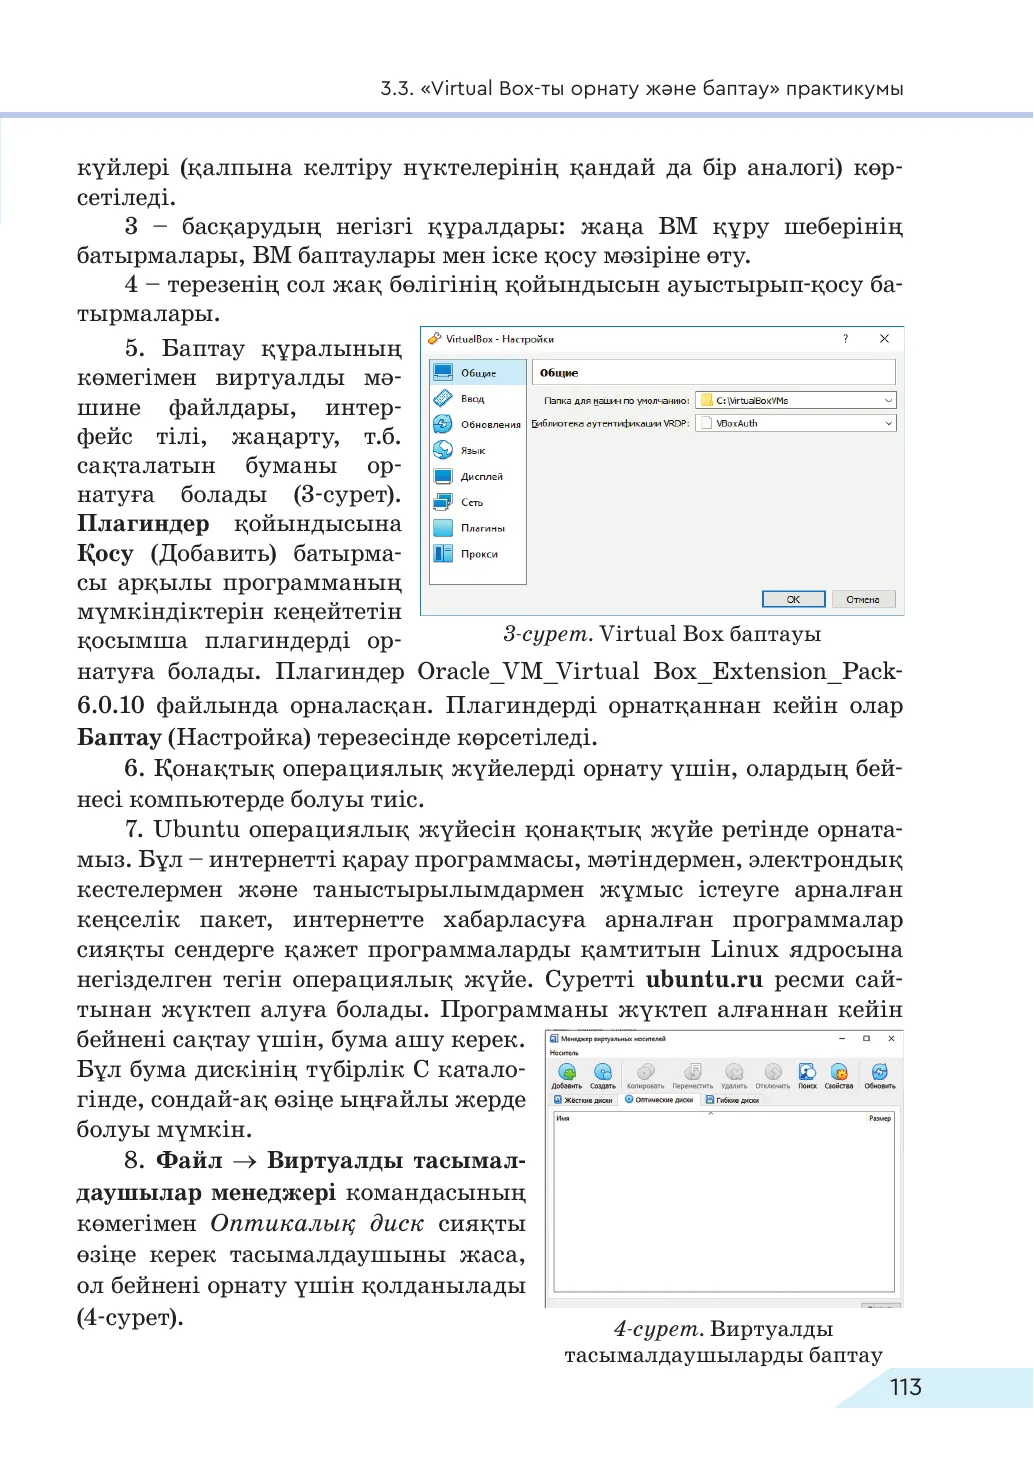 3.3. «Virtual Box-ты орнату және баптау» практикумы
күйлері (қалпына келтіру нүктелерінің қандай да бір аналогі) көр-
сетіледі.
3 – басқарудың негізгі құралдары: жаңа ВМ құру шеберінің
батырмалары, ВМ баптаулары мен іске қосу мәзіріне өту.
4 – терезенің сол жақ бөлігінің қойындысын ауыстырып-қосу ба-
тырмалары.
5. Баптау құралының
көмегімен виртуалды мә-
шине файлдары, интер-
фейс тілі, жаңарту, т.б.
сақталатын буманы ор-
натуға болады (3-сурет).
Плагиндер қойындысына
Қосу (Добавить) батырма-
сы арқылы программаның
мүмкіндіктерін кеңейтетін
қосымша плагиндерді ор-
VirtualBox - Настройки ?
Общие
Ввод
Обновления
Язык
Дисплей
Сеть
Плагины
Прокси
Общие
Папка для машин по умолчанию: C:\VirtualBoxVMs
Библиотека аутентификации VRDP: VBoxAuth
OK Отмена
3-сурет. Virtual Box баптауы
натуға болады. Плагиндер Oracle_VM_Virtual Box_Extension_Pack-
6.0.10 файлында орналасқан. Плагиндерді орнатқаннан кейін олар
Баптау (Настройка) терезесінде көрсетіледі.
6. Қонақтық операциялық жүйелерді орнату үшін, олардың бей-
несі компьютерде болуы тиіс.
7. Ubuntu операциялық жүйесін қонақтық жүйе ретінде орната-
мыз. Бұл – интернетті қарау программасы, мәтіндермен, электрондық
кестелермен және таныстырылымдармен жұмыс істеуге арналған
кеңселік пакет, интернетте хабарласуға арналған программалар
сияқты сендерге қажет программаларды қамтитын Linux ядросына
негізделген тегін операциялық жүйе. Суретті ubuntu.ru ресми сай-
тынан жүктеп алуға болады. Программаны жүктеп алғаннан кейін
бейнені сақтау үшін, бума ашу керек.
Бұл бума дискінің түбірлік С катало-
гінде, сондай-ақ өзіңе ыңғайлы жерде
болуы мүмкін.
8. Файл → Виртуалды тасымал-
даушылар менеджері командасының
көмегімен Оптикалық диск сияқты
өзіңе керек тасымалдаушыны жаса,
ол бейнені орнату үшін қолданылады
(4-сурет).
Менеджер виртуальных носителей
Носитель
Добавить Создать Копировать Переместить Удалить Отключить Поиск Свойства Обновить
Жёсткие диски Оптические диски Гибкие диски
Имя Размер
4-сурет. Виртуалды
тасымалдаушыларды баптау
113